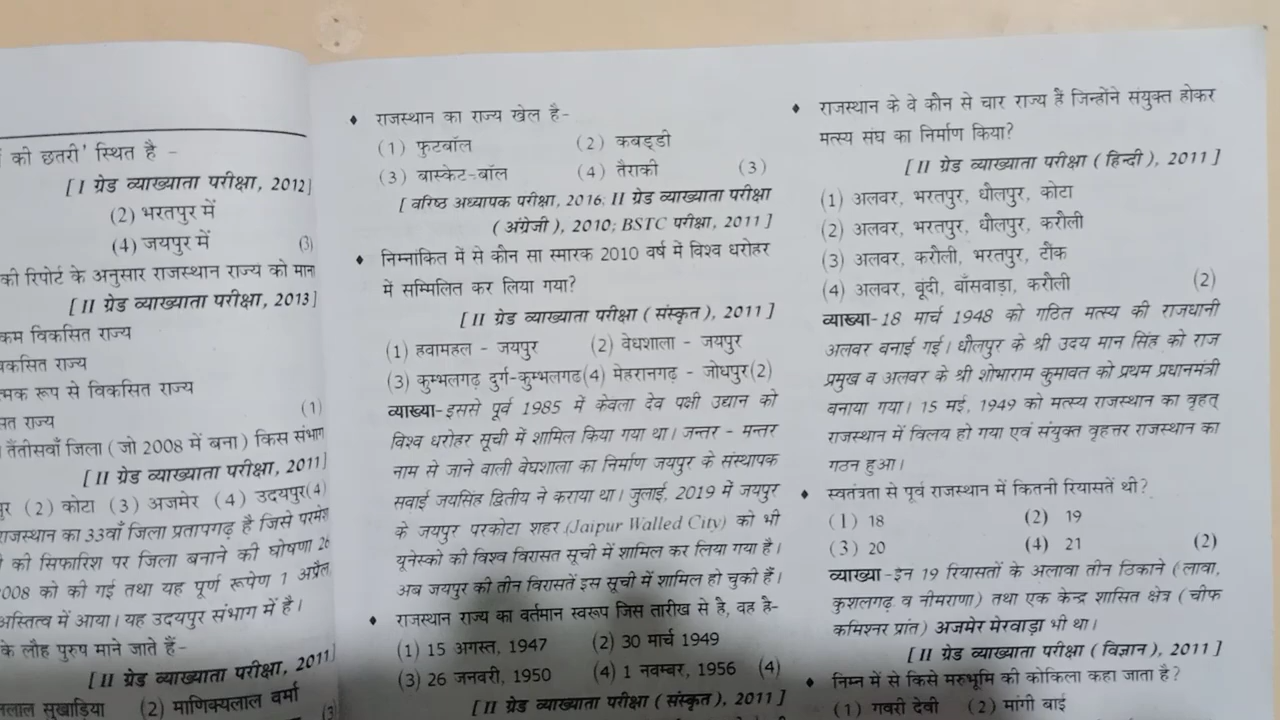 की छतरी' स्थित है -
[ I ग्रेड व्याख्याता परीक्षा, 2012]
(2) भरतपुर में
(4) जयपुर में (3)
की रिपोर्ट के अनुसार राजस्थान राज्य को माना
[ II ग्रेड व्याख्याता परीक्षा, 2013]
कम विकसित राज्य
विकसित राज्य
त्मक रूप से विकसित राज्य
राज्य (1)
तैंतीसवाँ जिला ( जो 2008 में बना ) किस संभाग
[ II ग्रेड व्याख्याता परीक्षा, 2011]
(2) कोटा (3) अजमेर (4) उदयपुर(4)
राजस्थान का 33वाँ जिला प्रतापगढ़ है जिसे परमेश
की सिफारिश पर जिला बनाने की घोषणा 26
008 को की गई तथा यह पूर्ण रूपेण 1 अप्रैल,
अस्तित्व में आया। यह उदयपुर संभाग में है।
के लौह पुरुष माने जाते हैं-
[ II ग्रेड व्याख्याता परीक्षा, 2011]
सुखाड़िया (2) माणिक्यलाल वर्मा
(3)
♦ राजस्थान का राज्य खेल है-
(1) फुटबॉल (2) कबड्डी
(3) बास्केट-बॉल (4) तैराकी (3)
[ वरिष्ठ अध्यापक परीक्षा, 2016; II ग्रेड व्याख्याता परीक्षा
( अंग्रेजी ), 2010; BSTC परीक्षा, 2011 ]
♦ निम्नांकित में से कौन सा स्मारक 2010 वर्ष में विश्व धरोहर
में सम्मिलित कर लिया गया?
[ II ग्रेड व्याख्याता परीक्षा ( संस्कृत ), 2011 ]
(1) हवामहल - जयपुर (2) वेधशाला - जयपुर
(3) कुम्भलगढ़ दुर्ग-कुम्भलगढ(4) मेहरानगढ़ - जोधपुर(2)
व्याख्या-इससे पूर्व 1985 में केवला देव पक्षी उद्यान को
विश्व धरोहर सूची में शामिल किया गया था। जन्तर - मन्तर
नाम से जाने वाली वेधशाला का निर्माण जयपुर के संस्थापक
सवाई जयसिंह द्वितीय ने कराया था। जुलाई, 2019 में जयपुर
के जयपुर परकोटा शहर (Jaipur Walled City) को भी
यूनेस्को की विश्व विरासत सूची में शामिल कर लिया गया है।
अब जयपुर की तीन विरासतें इस सूची में शामिल हो चुकी हैं।
♦ राजस्थान राज्य का वर्तमान स्वरूप जिस तारीख से है, वह है-
(1) 15 अगस्त, 1947 (2) 30 मार्च 1949
(3) 26 जनवरी, 1950 (4) 1 नवम्बर, 1956 (4)
[ II ग्रेड व्याख्याता परीक्षा ( संस्कृत ), 2011 ]
♦ राजस्थान के वे कौन से चार राज्य हैं जिन्होंने संयुक्त होकर
मत्स्य संघ का निर्माण किया?
[ II ग्रेड व्याख्याता परीक्षा ( हिन्दी ), 2011 ]
(1) अलवर, भरतपुर, धौलपुर, कोटा
(2) अलवर, भरतपुर, धौलपुर, करौली
(3) अलवर, करौली, भरतपुर, टौंक
(4) अलवर, बूंदी, बाँसवाड़ा, करौली (2)
व्याख्या-18 मार्च 1948 को गठित मत्स्य की राजधानी
अलवर बनाई गई। धौलपुर के श्री उदय मान सिंह को राज
प्रमुख व अलवर के श्री शोभाराम कुमावत को प्रथम प्रधानमंत्री
बनाया गया। 15 मई, 1949 को मत्स्य राजस्थान का वृहत्
राजस्थान में विलय हो गया एवं संयुक्त वृहत्तर राजस्थान का
गठन हुआ।
♦ स्वतंत्रता से पूर्व राजस्थान में कितनी रियासतें थी?
(1) 18 (2) 19
(3) 20 (4) 21 (2)
व्याख्या-इन 19 रियासतों के अलावा तीन ठिकाने (लावा,
कुशलगढ़ व नीमराणा) तथा एक केन्द्र शासित क्षेत्र ( चीफ
कमिश्नर प्रांत) अजमेर मेरवाड़ा भी था।
[ II ग्रेड व्याख्याता परीक्षा ( विज्ञान ), 2011 ]
♦ निम्न में से किसे मरुभूमि की कोकिला कहा जाता है?
(1) गवरी देवी (2) मांगी बाई